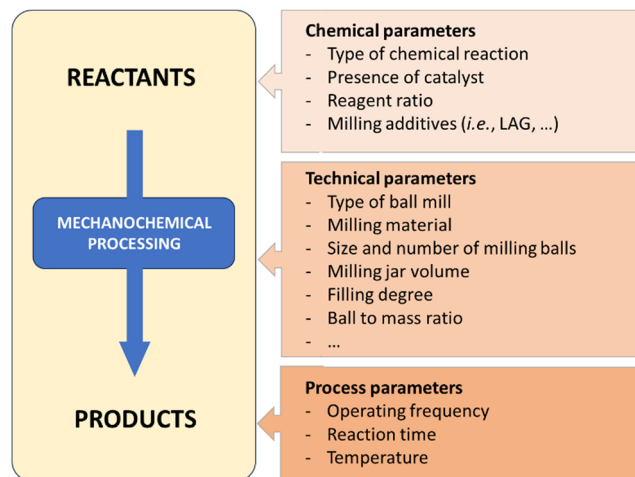 REACTANTS
MECHANOCHEMICAL
PROCESSING
PRODUCTS
Chemical parameters
- Type of chemical reaction
- Presence of catalyst
- Reagent ratio
- Milling additives (i.e., LAG, ...)
Technical parameters
- Type of ball mill
- Milling material
- Size and number of milling balls
- Milling jar volume
- Filling degree
- Ball to mass ratio
- ...
Process parameters
- Operating frequency
- Reaction time
- Temperature